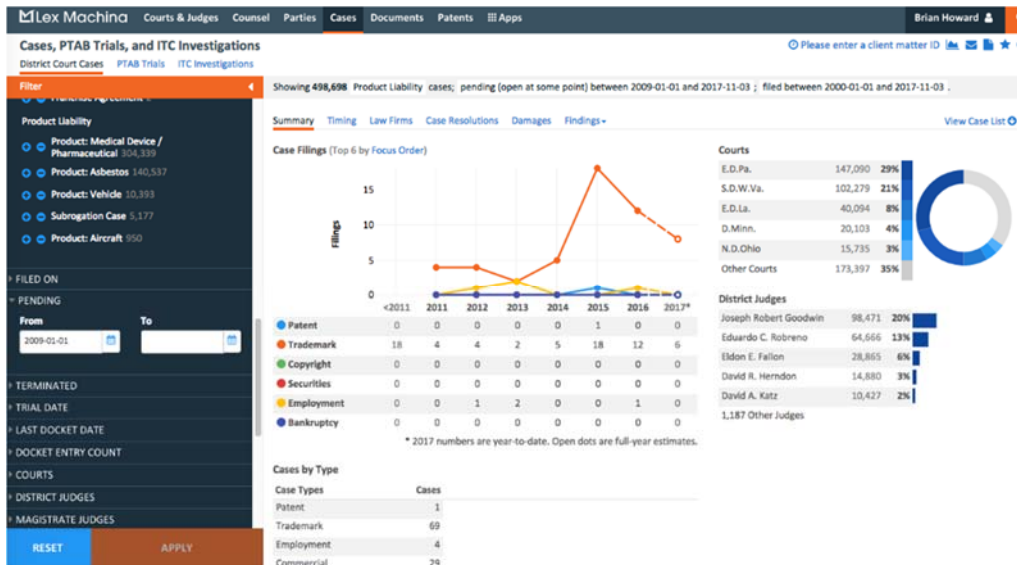 Lex Machina Courts & Judges Counsel Parties Cases Documents Patents Apps Brian Howard
Cases, PTAB Trials, and ITC Investigations
Please enter a client matter ID
District Court Cases PTAB Trials ITC Investigations
Filter
Showing 498,698 Product Liability cases; pending (open at some point) between 2009-01-01 and 2017-11-03 ; filed between 2000-01-01 and 2017-11-03 .
Product Liability
Product: Medical Device /
Pharmaceutical 304,339
Product: Asbestos 140,537
Product: Vehicle 10,393
Subrogation Case 5,177
Product: Aircraft 950
FILED ON
PENDING
From To
2009-01-01
TERMINATED
TRIAL DATE
LAST DOCKET DATE
DOCKET ENTRY COUNT
COURTS
DISTRICT JUDGES
MAGISTRATE JUDGES
RESET APPLY
Summary Timing Law Firms Case Resolutions Damages Findings View Case List
Case Filings (Top 6 by Focus Order)
Filings
15
10
5
0
<2011 2011 2012 2013 2014 2015 2016 2017*
Patent 0 0 0 0 0 1 0 0
Trademark 18 4 4 2 5 18 12 6
Copyright 0 0 0 0 0 0 0 0
Securities 0 0 0 0 0 0 0 0
Employment 0 0 1 2 0 0 1 0
Bankruptcy 0 0 0 0 0 0 0 0
* 2017 numbers are year-to-date. Open dots are full-year estimates.
Cases by Type
Case Types Cases
Patent 1
Trademark 69
Employment 4
Commercial 29
Courts
E.D.Pa. 147,090 29%
S.D.W.Va. 102,279 21%
E.D.La. 40,094 8%
D.Minn. 20,103 4%
N.D.Ohio 15,735 3%
Other Courts 173,397 35%
District Judges
Joseph Robert Goodwin 98,471 20%
Eduardo C. Robreno 64,666 13%
Eldon E. Fallon 28,865 6%
David R. Herndon 14,880 3%
David A. Katz 10,427 2%
1,187 Other Judges